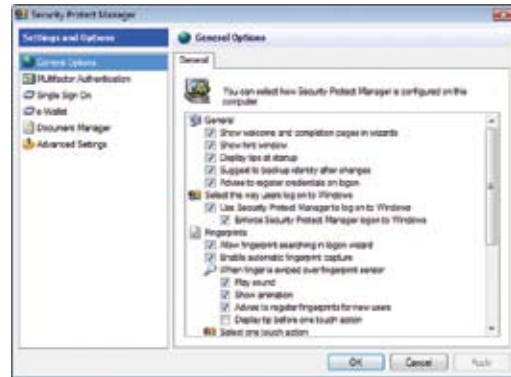 Security Protect Manager
Settings and Options
General Options
Multifactor Authentication
Single Sign On
e-Wallet
Document Manager
Advanced Settings
General Options
General
You can select how Security Protect Manager is configured on this
computer
General
Show welcome and completion pages in wizards
Show hint window
Display tips at startup
Suggest to backup identity after changes
Advise to register credentials on logon
Select the way users log on to Windows
Use Security Protect Manager to log on to Windows
Enforce Security Protect Manager logon to Windows
Fingerprints
Allow fingerprint searching in logon wizard
Enable automatic fingerprint capture
When finger is swiped over fingerprint sensor
Play sound
Show animation
Advise to register fingerprints for new users
Display tip before one touch action
Select one touch action
OK
Cancel
Apply